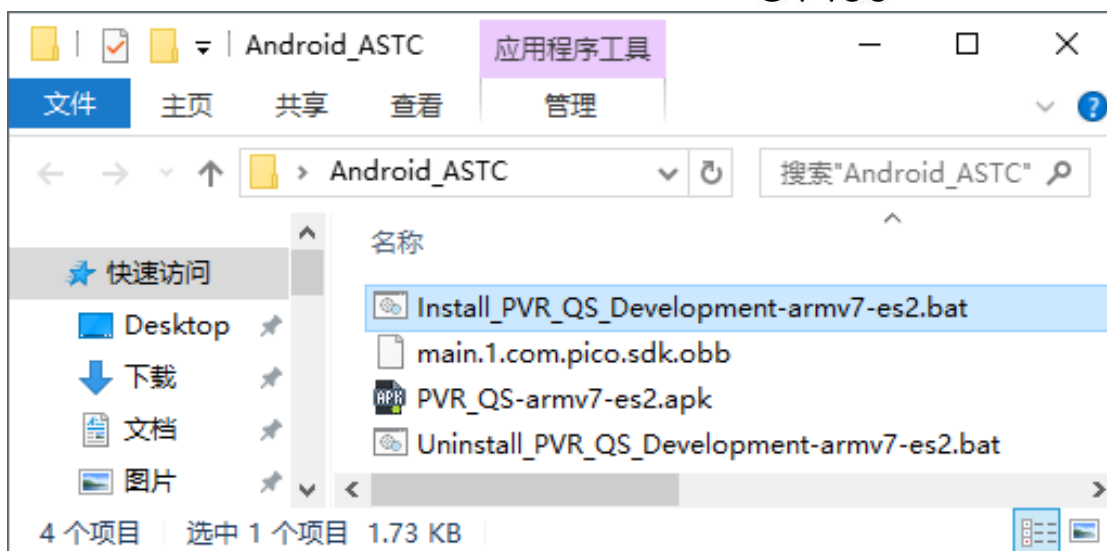 Android_ASTC
应用程序工具
文件
主页
共享
查看
管理
Android_ASTC
搜索"Android_ASTC"
名称
快速访问
Desktop
下载
文档
图片
Install_PVR_QS_Development-armv7-es2.bat
main.1.com.pico.sdk.obb
PVR_QS-armv7-es2.apk
Uninstall_PVR_QS_Development-armv7-es2.bat
4 个项目
选中 1 个项目 1.73 KB